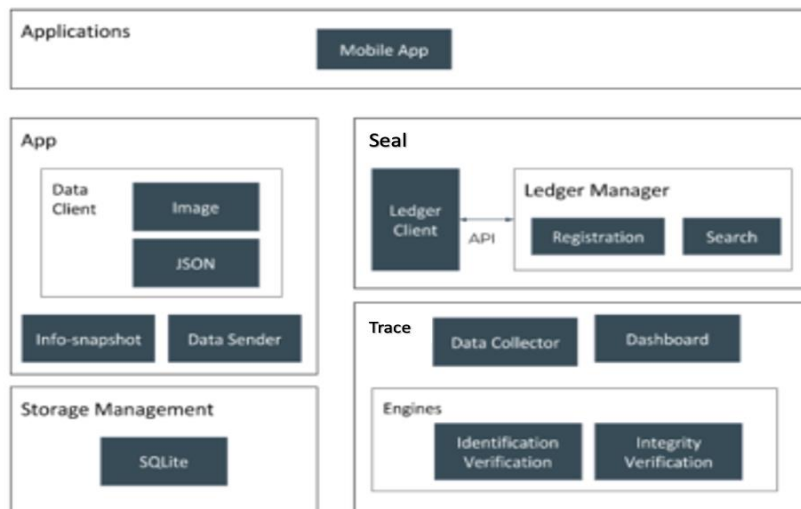 Applications
Mobile App
App
Data
Client
Image
JSON
Info-snapshot
Data Sender
Storage Management
SQLite
Seal
Ledger
Client
API
Ledger Manager
Registration
Search
Trace
Data Collector
Dashboard
Engines
Identification
Verification
Integrity
Verification